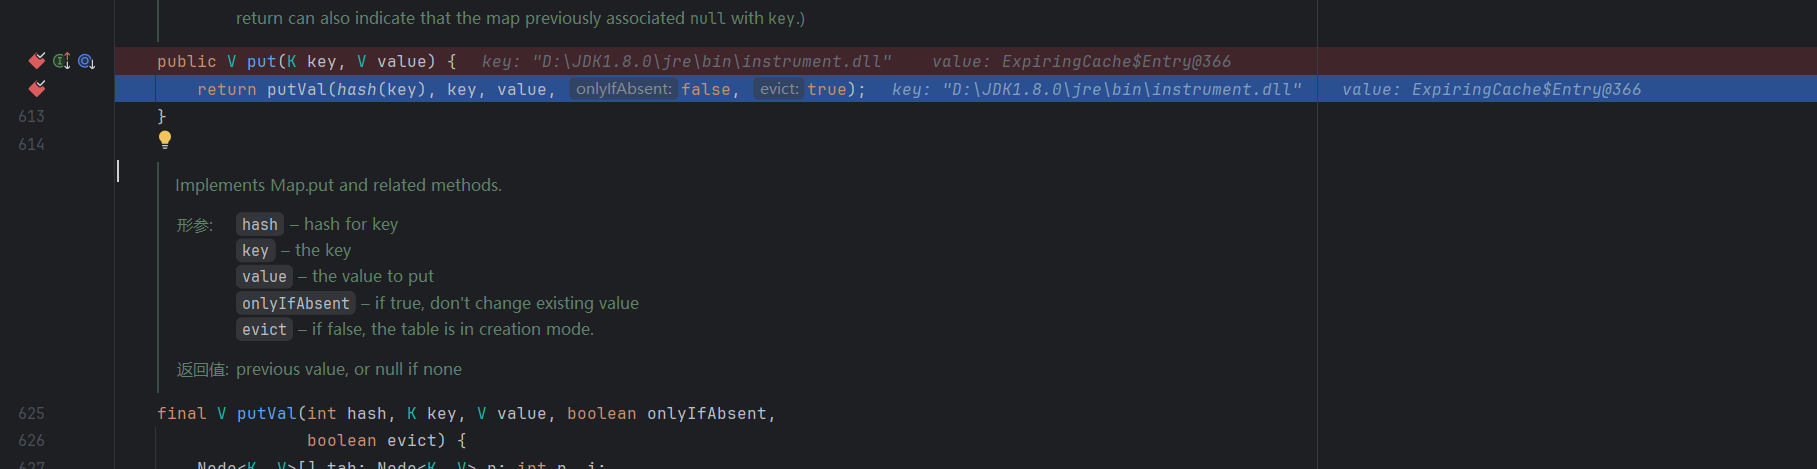 return can also indicate that the map previously associated null with key.)
public V put(K key, V value) { key: "D:\JDK1.8.0\jre\bin\instrument.dll" value: ExpiringCache$Entry@366
return putVal(hash(key), key, value, onlyIfAbsent: false, evict: true); key: "D:\JDK1.8.0\jre\bin\instrument.dll" value: ExpiringCache$Entry@366
613 }
614
Implements Map.put and related methods.
形参: hash – hash for key
key – the key
value – the value to put
onlyIfAbsent – if true, don't change existing value
evict – if false, the table is in creation mode.
返回值: previous value, or null if none
625 final V putVal(int hash, K key, V value, boolean onlyIfAbsent,
626 boolean evict) {
627 Node<K, V>[] tab; Node<K, V> p; int n, i;